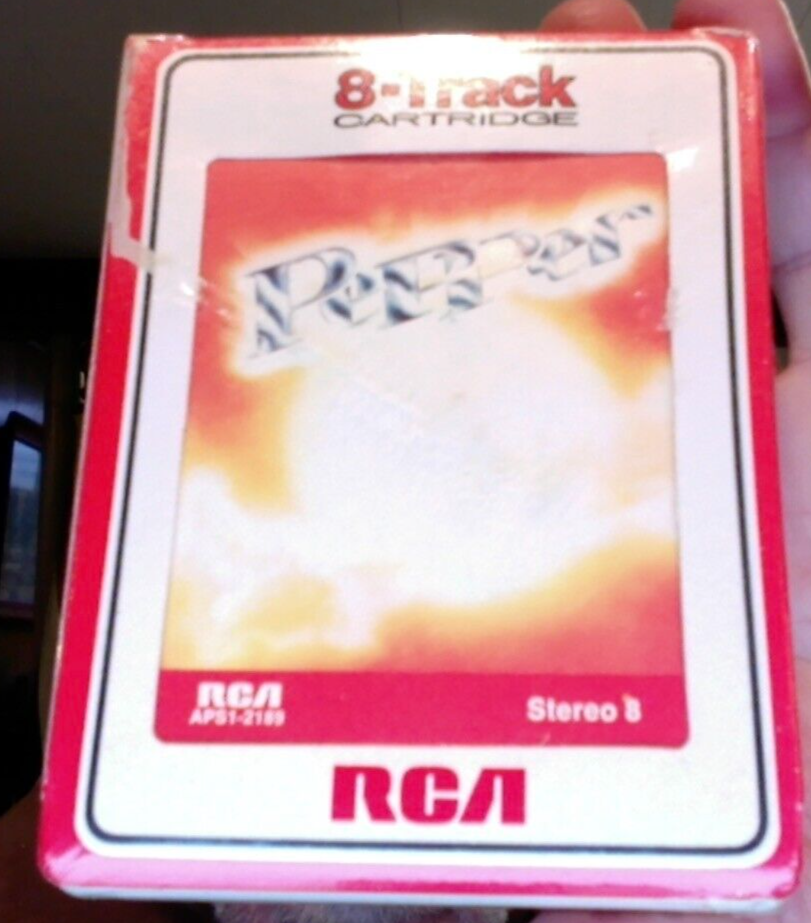 8-Track
CARTRIDGE
Pepper
RCA
APS1-2189
Stereo 8
RCA